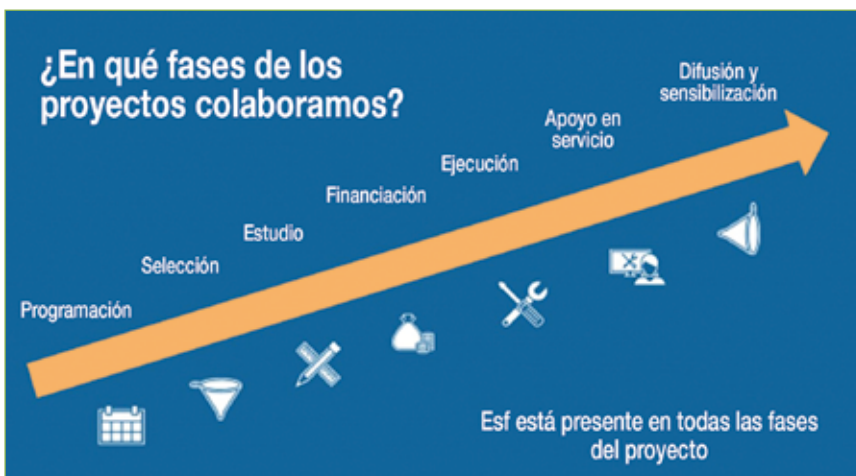 ¿En qué fases de los
proyectos colaboramos?
Programación
Selección
Estudio
Financiación
Ejecución
Apoyo en
servicio
Difusión y
sensibilización
Esf está presente en todas las fases
del proyecto